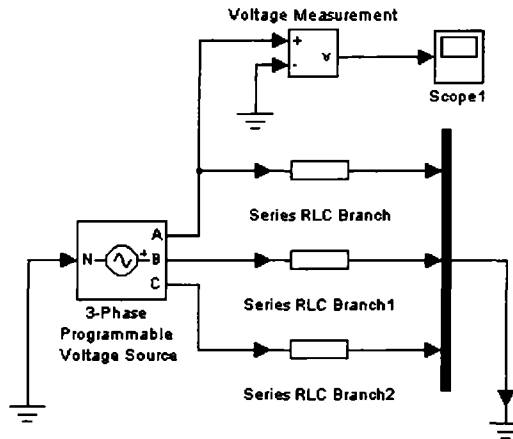 Voltage Measurement
+
-
v
Scope1
Series RLC Branch
A
N
+
B
C
Series RLC Branch1
3-Phase
Programmable
Voltage Source
Series RLC Branch2